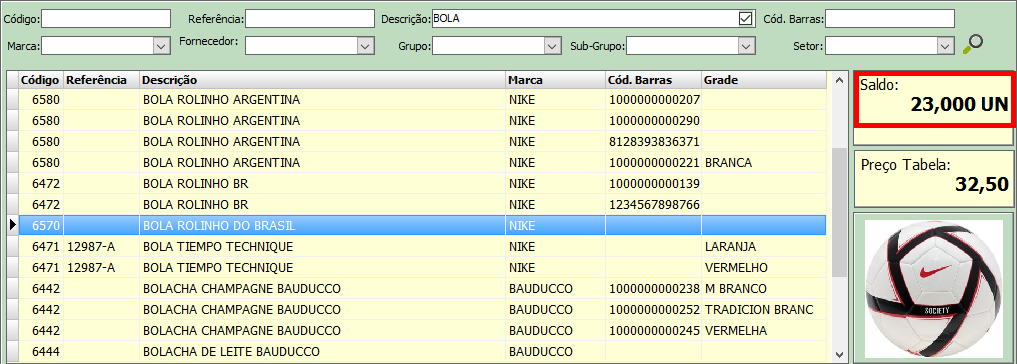 Código: Referência: Descrição: BOLA Cód. Barras:
Marca: Fornecedor: Grupo: Sub-Grupo: Setor:
Código Referência Descrição Marca Cód. Barras Grade
6580 BOLA ROLINHO ARGENTINA NIKE 1000000000207
6580 BOLA ROLINHO ARGENTINA NIKE 1000000000290
6580 BOLA ROLINHO ARGENTINA NIKE 8128393836371
6580 BOLA ROLINHO ARGENTINA NIKE 1000000000221 BRANCA
6472 BOLA ROLINHO BR NIKE 1000000000139
6472 BOLA ROLINHO BR NIKE 1234567898766
6570 BOLA ROLINHO DO BRASIL NIKE
6471 12987-A BOLA TIEMPO TECHNIQUE NIKE LARANJA
6471 12987-A BOLA TIEMPO TECHNIQUE NIKE VERMELHO
6442 BOLACHA CHAMPAGNE BAUDUCCO BAUDUCCO 1000000000238 M BRANCO
6442 BOLACHA CHAMPAGNE BAUDUCCO BAUDUCCO 1000000000252 TRADICION BRANC
6442 BOLACHA CHAMPAGNE BAUDUCCO BAUDUCCO 1000000000245 VERMELHA
6444 BOLACHA DE LEITE BAUDUCCO BAUDUCCO
Saldo:
23,000 UN
Preço Tabela:
32,50
SOCIETY